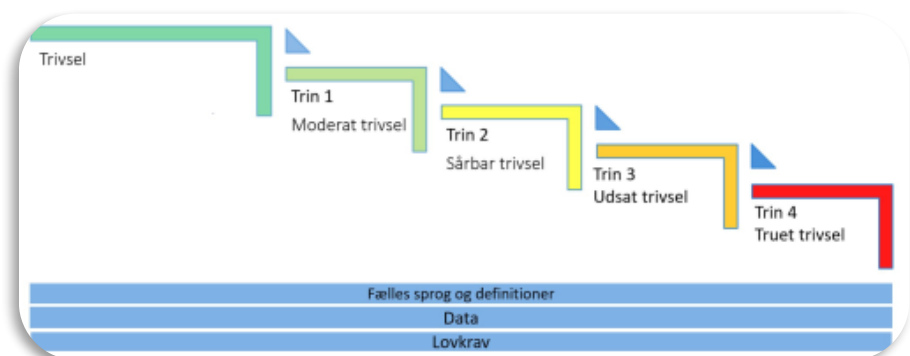 Trivsel
Trin 1
Moderat trivsel
Trin 2
Sårbar trivsel
Trin 3
Udsat trivsel
Trin 4
Truet trivsel
Fælles sprog og definitioner
Data
Lovkrav